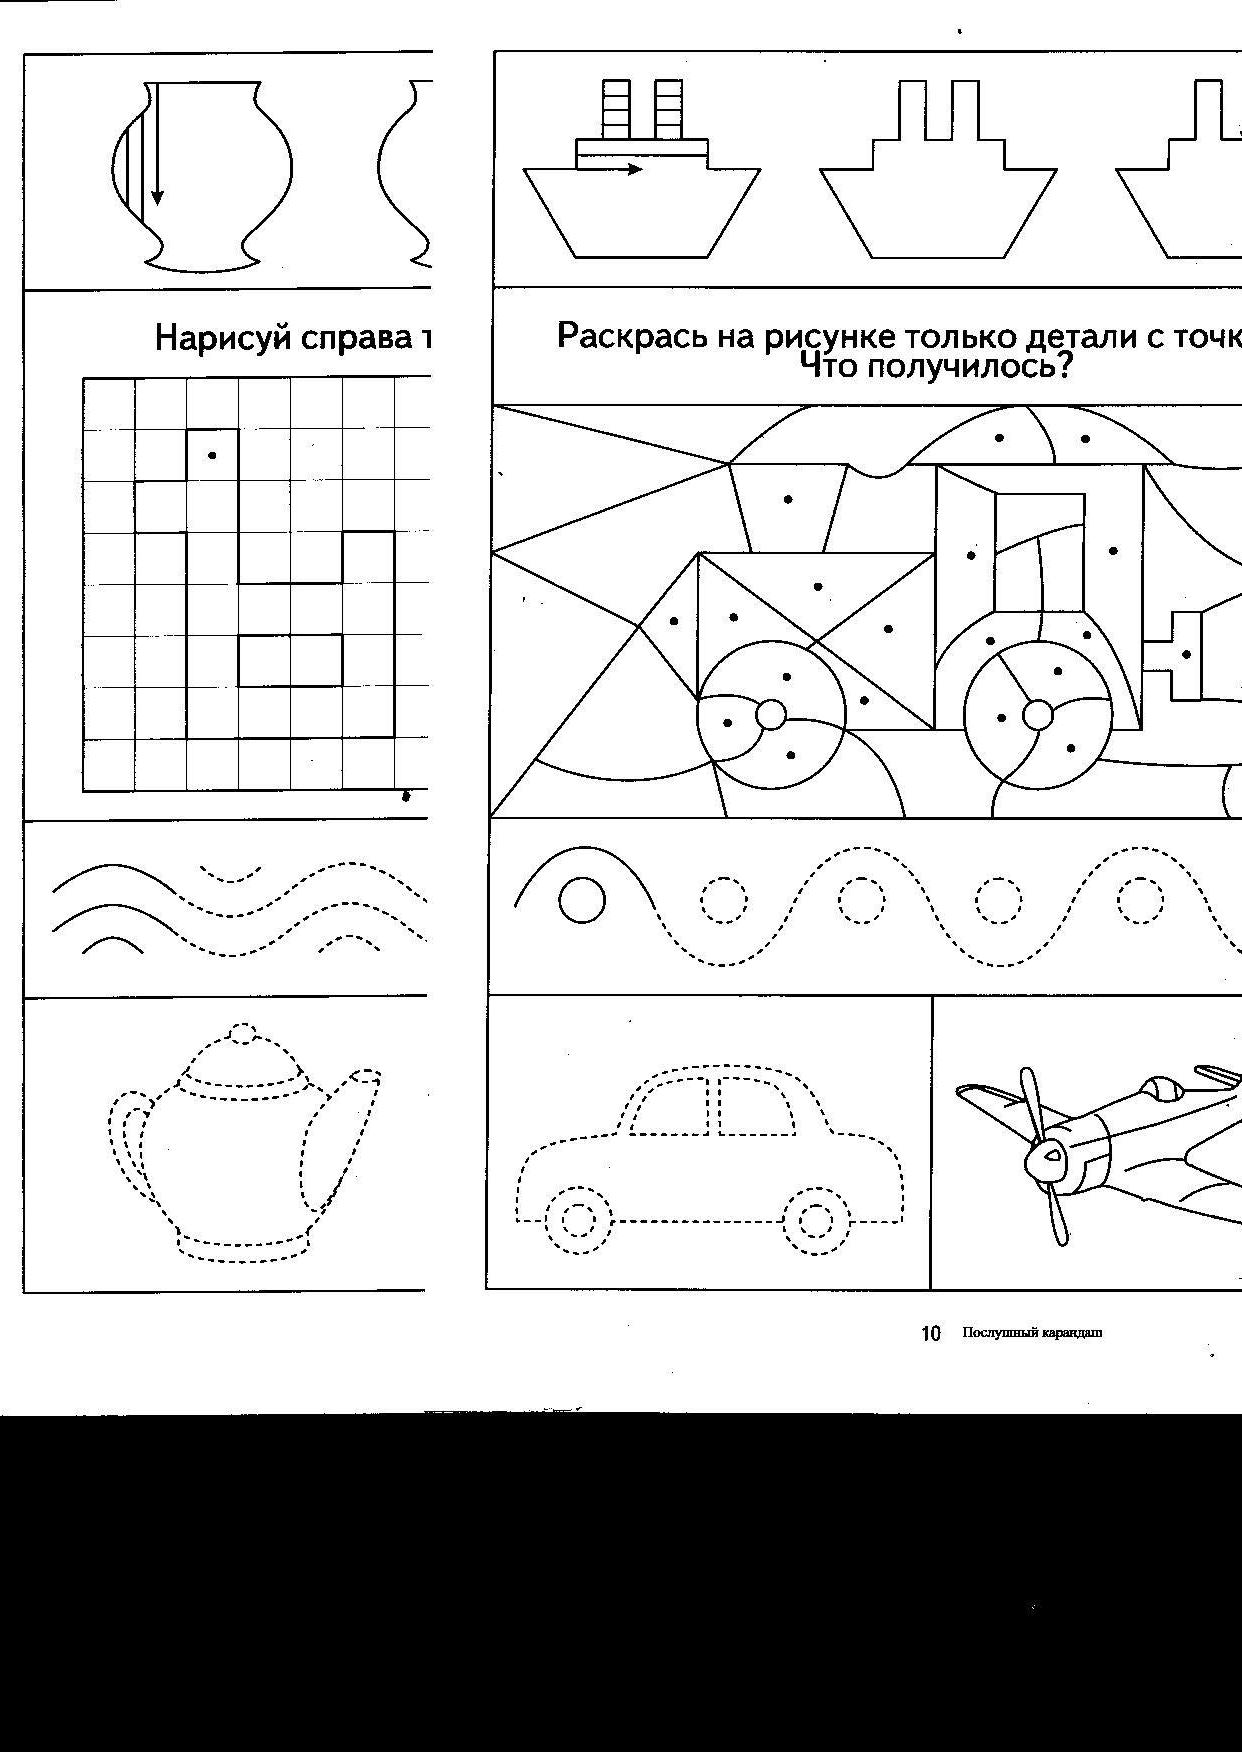 Нарисуй справа т
Раскрась на рисунке только детали с точк
Что получилось?
10 Послушный карандаш